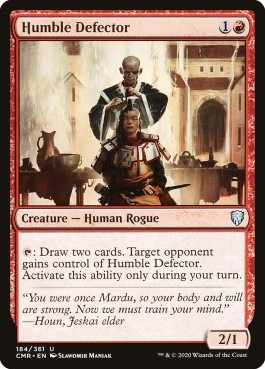 Humble Defector 1
Creature — Human Rogue
: Draw two cards. Target opponent
gains control of Humble Defector.
Activate this ability only during your turn.
"You were once Mardu, so your body and will
are strong. Now we must train your mind."
—Houn, Jeskai elder
2/1
184/361 U
CMR • EN Slawomir Maniak
™ & © 2020 Wizards of the Coast